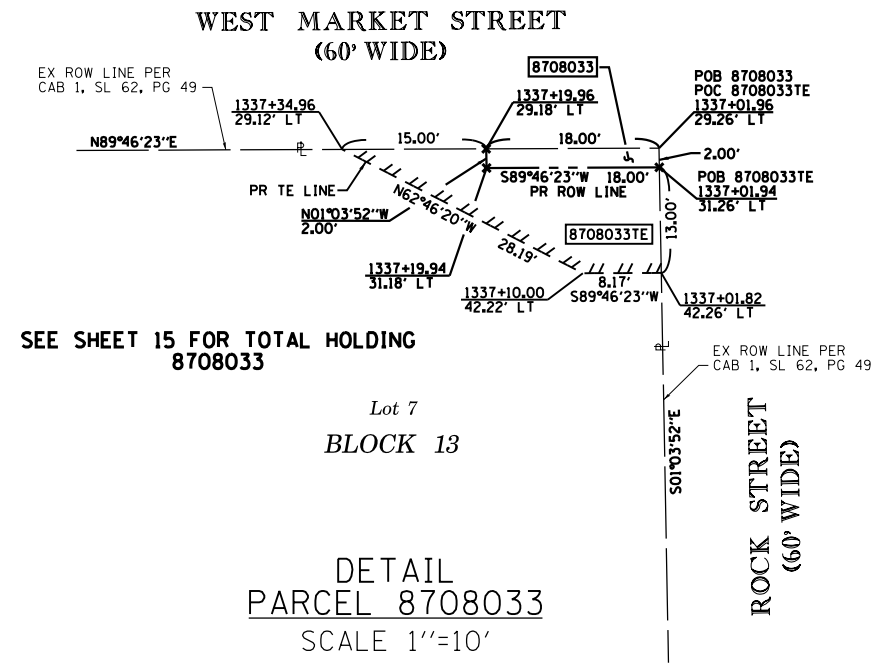 WEST MARKET STREET
(60' WIDE)
EX ROW LINE PER
CAB 1, SL 62, PG 49
8708033
POB 8708033
POC 8708033TE
1337+01.96
29.26' LT
1337+34.96
29.12' LT
1337+19.96
29.18' LT
N89°46'23"E
15.00'
18.00'
2.00'
PL
S89°46'23"W 18.00'
PR ROW LINE
POB 8708033TE
1337+01.94
31.26' LT
PR TE LINE
N62°46'20"W
28.19'
N01°03'52"W
2.00'
8708033TE
13.00'
1337+19.94
31.18' LT
8.17'
S89°46'23"W
1337+10.00
42.22' LT
1337+01.82
42.26' LT
SEE SHEET 15 FOR TOTAL HOLDING
8708033
PL
EX ROW LINE PER
CAB 1, SL 62, PG 49
Lot 7
BLOCK 13
S01°03'52"E
ROCK STREET
(60' WIDE)
DETAIL
PARCEL 8708033
SCALE 1"=10'